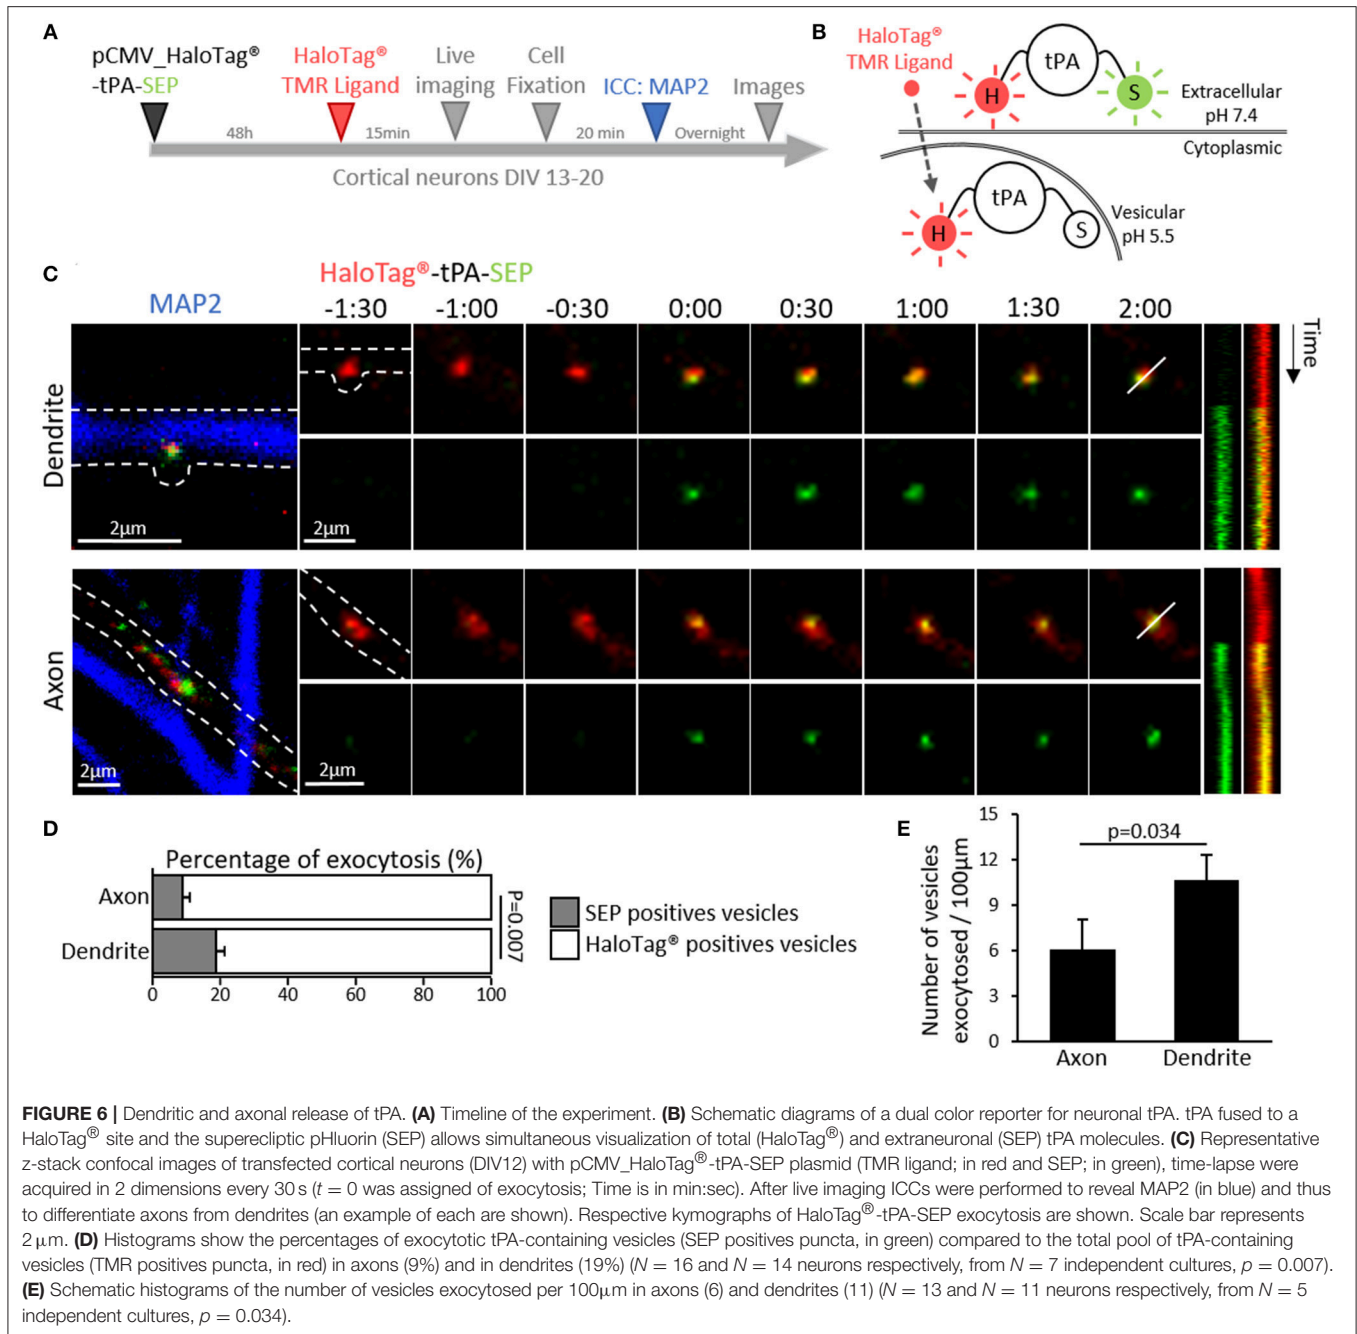 A
pCMV_HaloTag®
-tPA-SEP
HaloTag®
TMR Ligand
Live
imaging
Cell
Fixation
ICC: MAP2
Images
48h
15min
20 min
Overnight
Cortical neurons DIV 13-20
B
HaloTag®
TMR Ligand
tPA
H
S
Extracellular
pH 7.4
Cytoplasmic
tPA
H
S
Vesicular
pH 5.5
C
HaloTag®-tPA-SEP
MAP2
-1:30
-1:00
-0:30
0:00
0:30
1:00
1:30
2:00
Time
Dendrite
2μm
2μm
Axon
2μm
2μm
D
Percentage of exocytosis (%)
Axon
Dendrite
P=0.007
0
20
40
60
80
100
SEP positives vesicles
HaloTag® positives vesicles
E
Number of vesicles
exocytosed / 100μm
15
12
9
6
3
0
p=0.034
Axon
Dendrite
FIGURE 6 | Dendritic and axonal release of tPA. (A) Timeline of the experiment. (B) Schematic diagrams of a dual color reporter for neuronal tPA. tPA fused to a
HaloTag® site and the superecliptic pHluorin (SEP) allows simultaneous visualization of total (HaloTag®) and extraneuronal (SEP) tPA molecules. (C) Representative
z-stack confocal images of transfected cortical neurons (DIV12) with pCMV_HaloTag®-tPA-SEP plasmid (TMR ligand; in red and SEP; in green), time-lapse were
acquired in 2 dimensions every 30 s (t = 0 was assigned of exocytosis; Time is in min:sec). After live imaging ICCs were performed to reveal MAP2 (in blue) and thus
to differentiate axons from dendrites (an example of each are shown). Respective kymographs of HaloTag®-tPA-SEP exocytosis are shown. Scale bar represents
2 μm. (D) Histograms show the percentages of exocytotic tPA-containing vesicles (SEP positives puncta, in green) compared to the total pool of tPA-containing
vesicles (TMR positives puncta, in red) in axons (9%) and in dendrites (19%) (N = 16 and N = 14 neurons respectively, from N = 7 independent cultures, p = 0.007).
(E) Schematic histograms of the number of vesicles exocytosed per 100μm in axons (6) and dendrites (11) (N = 13 and N = 11 neurons respectively, from N = 5
independent cultures, p = 0.034).